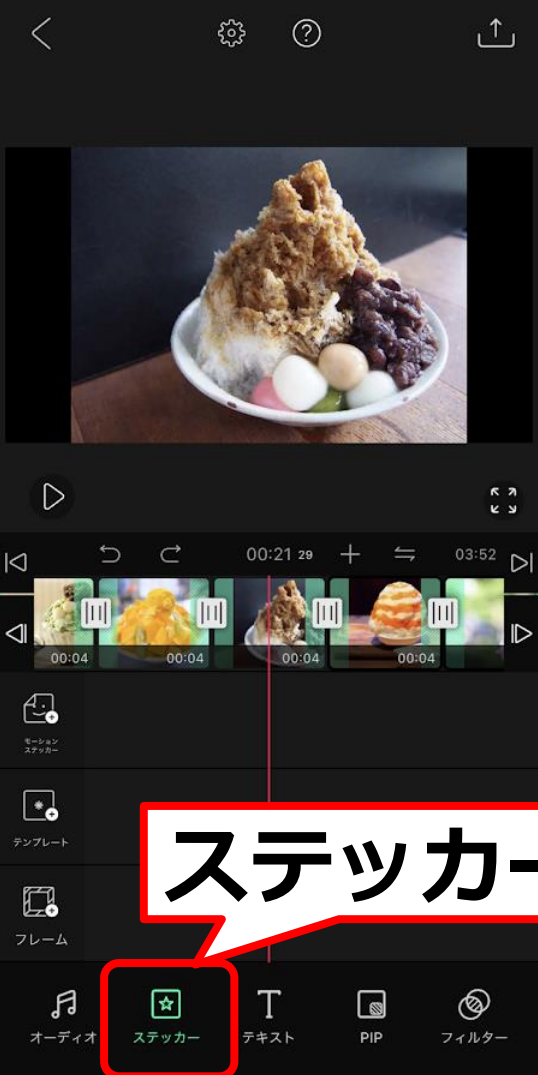 00:21 29
03:52
00:04
00:04
00:04
00:04
モーション
ステッカー
テンプレート
ステッカー
フレーム
オーディオ
ステッカー
テキスト
PIP
フィルター